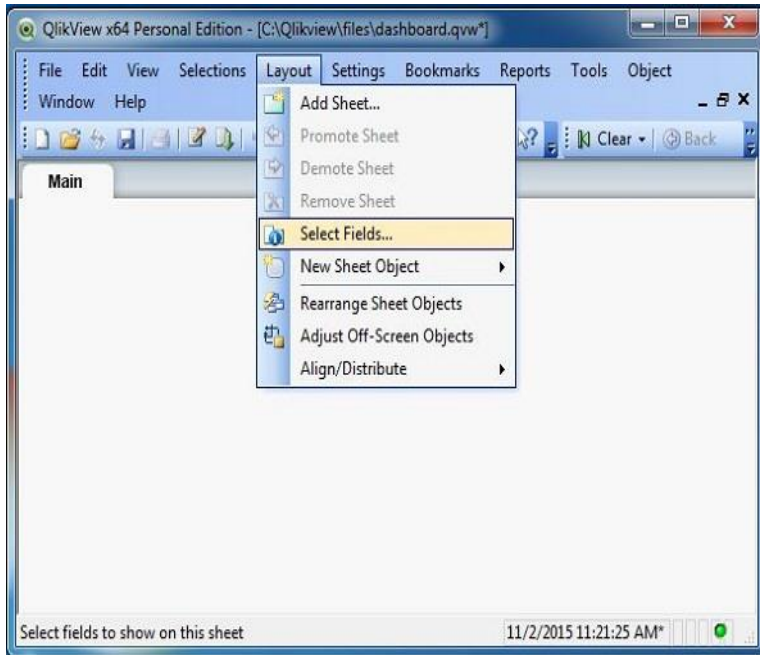 QlikView x64 Personal Edition - [C:\Qlikview\files\dashboard.qvw*]
File Edit View Selections Layout Settings Bookmarks Reports Tools Object
Window Help
Clear Back
Main
Add Sheet...
Promote Sheet
Demote Sheet
Remove Sheet
Select Fields...
New Sheet Object
Rearrange Sheet Objects
Adjust Off-Screen Objects
Align/Distribute
Select fields to show on this sheet 11/2/2015 11:21:25 AM*